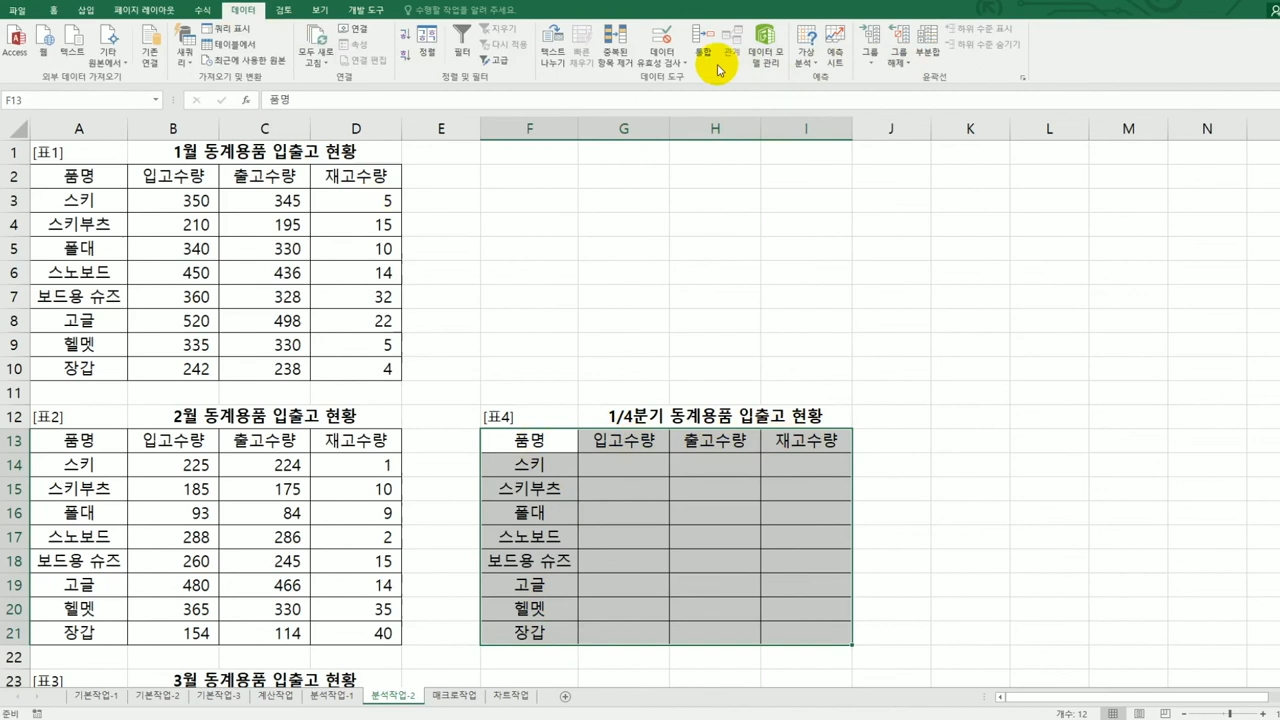 파일 홈 삽입 페이지 레이아웃 수식 데이터 검토 보기 개발 도구 수행할 작업을 알려 주세요.
Access 웹 텍스트 기타 원본에서 기존 연결 새쿼리 쿼리 표시 테이블에서 최근에 사용한 원본 모두 새로 고침 연결 속성 연결 편집 정렬 필터 지우기 다시 적용 고급 텍스트 나누기 빠른 채우기 중복된 항목 제거 데이터 유효성 검사 통합 관계 데이터 모델 관리 가상 분석 예측 시트 그룹 그룹 해제 부분합 하위 수준 표시 하위 수준 숨기기
외부 데이터 가져오기 가져오기 및 변환 연결 정렬 및 필터 데이터 도구 예측 윤곽선
F13 fx 품명
A B C D E F G H I J K L M N
1 [표1] 1월 동계용품 입출고 현황
2 품명 입고수량 출고수량 재고수량
3 스키 350 345 5
4 스키부츠 210 195 15
5 폴대 340 330 10
6 스노보드 450 436 14
7 보드용 슈즈 360 328 32
8 고글 520 498 22
9 헬멧 335 330 5
10 장갑 242 238 4
11
12 [표2] 2월 동계용품 입출고 현황 [표4] 1/4분기 동계용품 입출고 현황
13 품명 입고수량 출고수량 재고수량 품명 입고수량 출고수량 재고수량
14 스키 225 224 1 스키
15 스키부츠 185 175 10 스키부츠
16 폴대 93 84 9 폴대
17 스노보드 288 286 2 스노보드
18 보드용 슈즈 260 245 15 보드용 슈즈
19 고글 480 466 14 고글
20 헬멧 365 330 35 헬멧
21 장갑 154 114 40 장갑
22
23 [표3] 3월 동계용품 입출고 현황
기본작업-1 기본작업-2 기본작업-3 계산작업 분석작업-1 분석작업-2 매크로작업 차트작업
준비 개수: 12